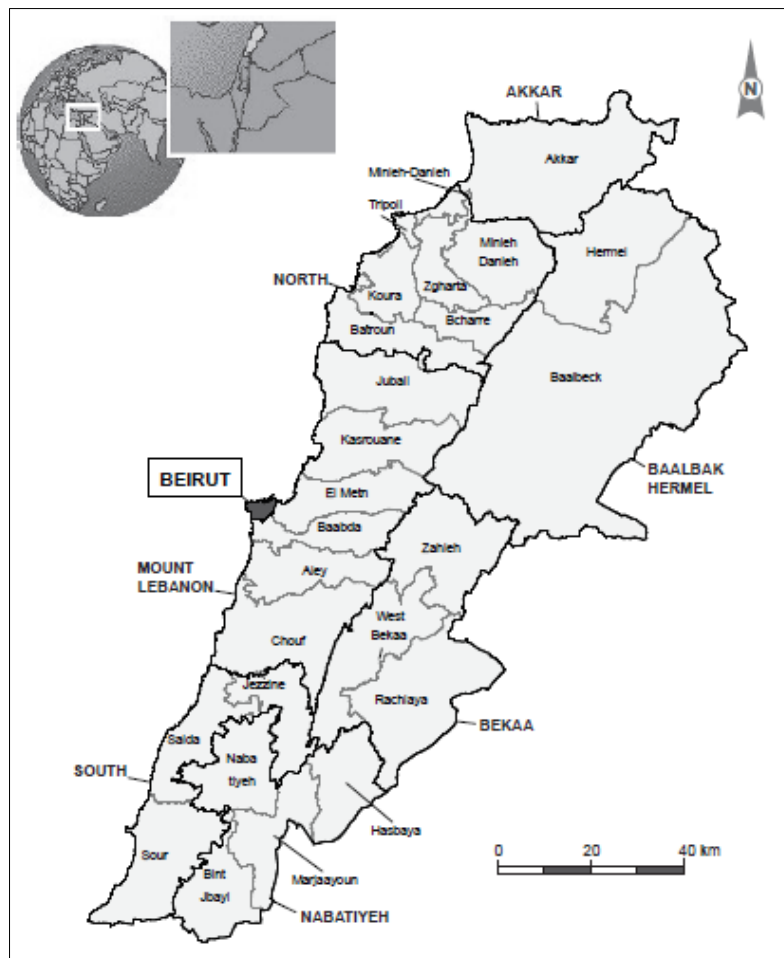 N
AKKAR
Akkar
Minieh-Danieh
Tripoli
Minieh
Danieh
Hermel
NORTH
Zgharta
Koura
Bcharre
Batroun
Jubail
Baalbeck
Kasrouane
BAALBAK
HERMEL
BEIRUT
El Metn
Baabda
Zahleh
MOUNT
LEBANON
Aley
West
Bekaa
Chouf
Jezzine
Rachiaya
BEKAA
Saida
Naba
tiyeh
SOUTH
Hasbaya
Sour
Bint
Jbayl
Marjaayoun
NABATIYEH
0 20 40 km